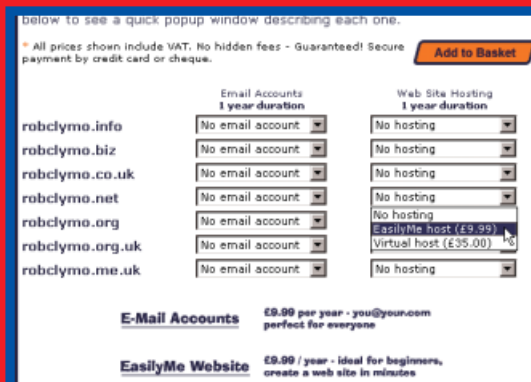 below to see a quick popup window describing each one.
* All prices shown include VAT. No hidden fees - Guaranteed! Secure
payment by credit card or cheque.
Add to Basket
Email Accounts
1 year duration
Web Site Hosting
1 year duration
robclymo.info No email account No hosting
robclymo.biz No email account No hosting
robclymo.co.uk No email account No hosting
robclymo.net No email account No hosting
No hosting
robclymo.org No email account EasilyMe host (£9.99)
robclymo.org.uk No email account Virtual host (£35.00)
robclymo.me.uk No email account No hosting
E-Mail Accounts
£9.99 per year - you@your.com
perfect for everyone
EasilyMe Website
£9.99 / year - ideal for beginners,
create a web site in minutes